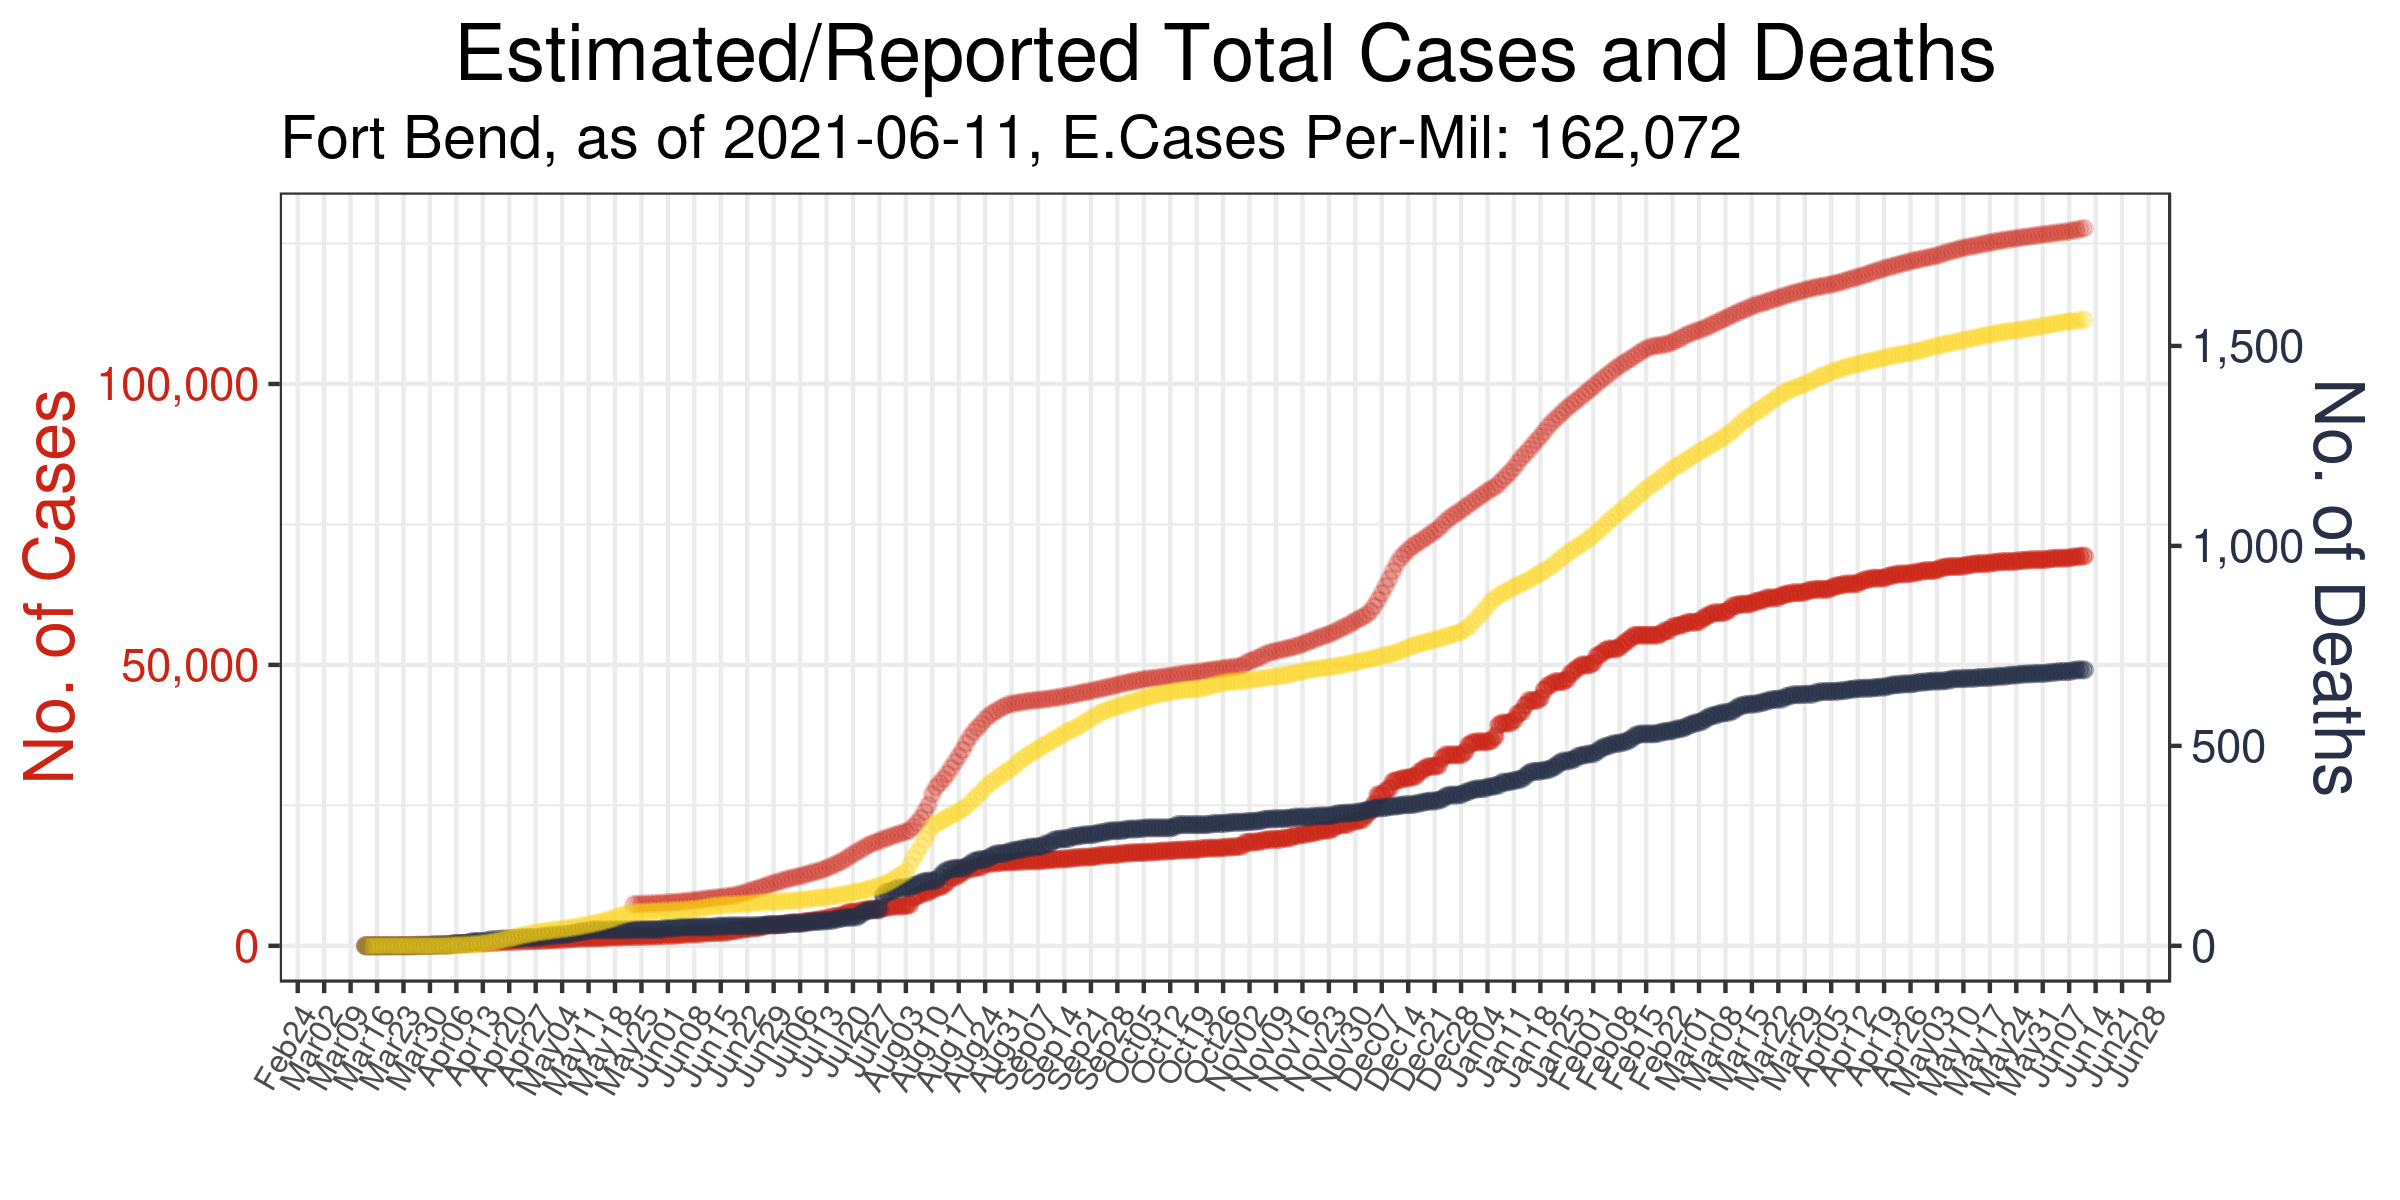 Estimated/Reported Total Cases and Deaths
Fort Bend, as of 2021-06-11, E.Cases Per-Mil: 162,072
No. of Cases
100,000
50,000
0
1,500
1,000
500
0
No. of Deaths
Feb24
Mar02
Mar09
Mar16
Mar23
Mar30
Apr06
Apr13
Apr20
Apr27
May04
May11
May18
May25
Jun01
Jun08
Jun15
Jun22
Jun29
Jul06
Jul13
Jul20
Jul27
Aug03
Aug10
Aug17
Aug24
Aug31
Sep07
Sep14
Sep21
Sep28
Oct05
Oct12
Oct19
Oct26
Nov02
Nov09
Nov16
Nov23
Nov30
Dec07
Dec14
Dec21
Dec28
Jan04
Jan11
Jan18
Jan25
Feb01
Feb08
Feb15
Feb22
Mar01
Mar08
Mar15
Mar22
Mar29
Apr05
Apr12
Apr19
Apr26
May03
May10
May17
May24
May31
Jun07
Jun14
Jun21
Jun28